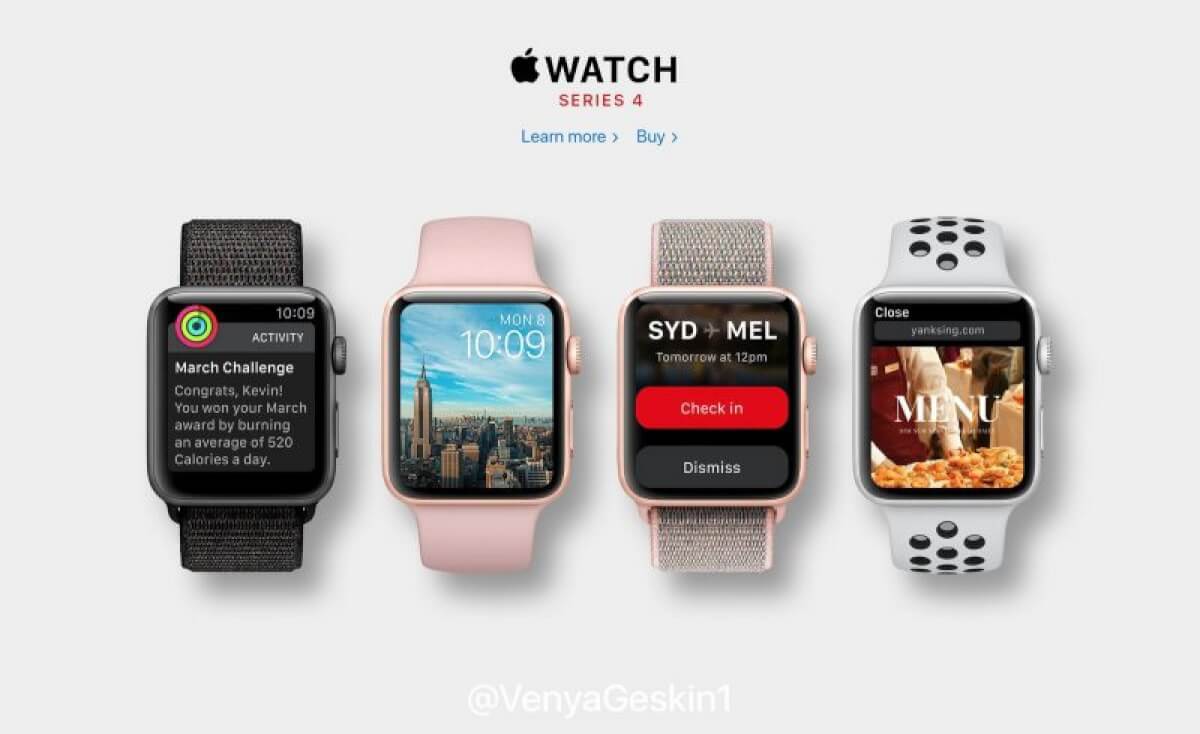 WATCH
SERIES 4
Learn more › Buy ›
10:09
ACTIVITY
March Challenge
Congrats, Kevin!
You won your March
award by burning
an average of 520
Calories a day.
MON 8
10:09
SYD ✈ MEL
Tomorrow at 12pm
Check in
Dismiss
Close
yanksing.com
MENU
@VenyaGeskin1